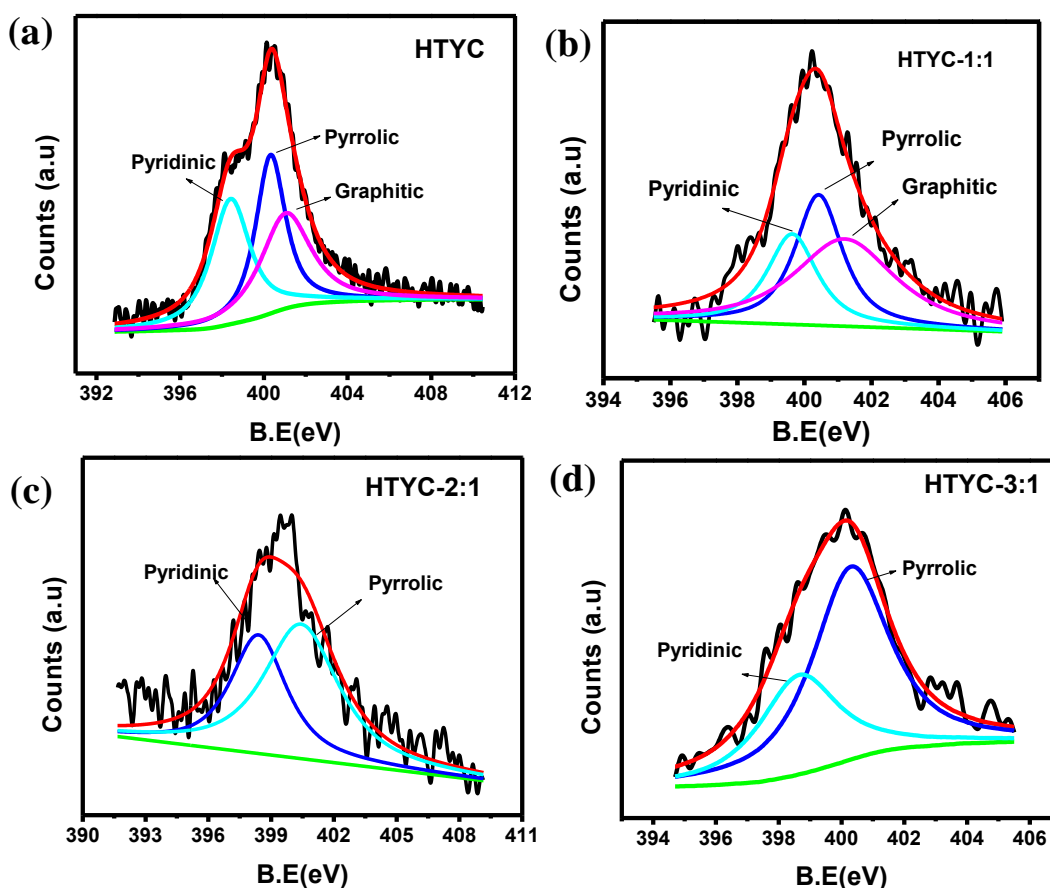 (a)
HTYC
Pyrrolic
Pyridinic
Graphitic
Counts (a.u)
392 396 400 404 408 412
B.E(eV)
(b)
HTYC-1:1
Pyrrolic
Pyridinic
Graphitic
Counts (a.u)
394 396 398 400 402 404 406
B.E(eV)
(c)
HTYC-2:1
Pyridinic
Pyrrolic
Counts (a.u)
390 393 396 399 402 405 408 411
B.E(eV)
(d)
HTYC-3:1
Pyrrolic
Pyridinic
Counts (a.u)
394 396 398 400 402 404 406
B.E(eV)